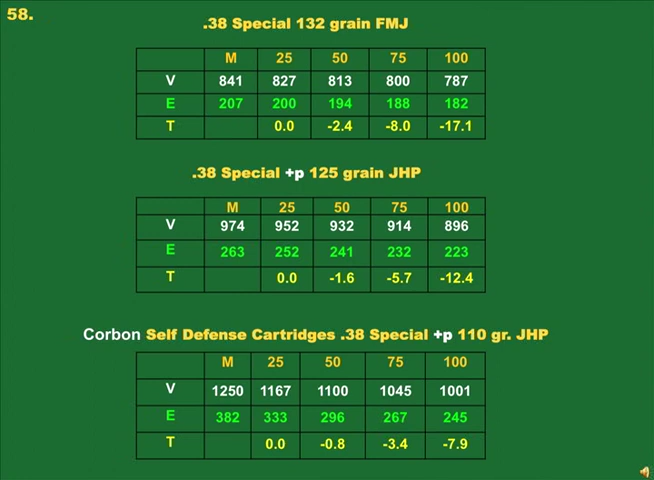 58.
.38 Special 132 grain FMJ
M 25 50 75 100
V 841 827 813 800 787
E 207 200 194 188 182
T 0.0 -2.4 -8.0 -17.1
.38 Special +p 125 grain JHP
M 25 50 75 100
V 974 952 932 914 896
E 263 252 241 232 223
T 0.0 -1.6 -5.7 -12.4
Corbon Self Defense Cartridges .38 Special +p 110 gr. JHP
M 25 50 75 100
V 1250 1167 1100 1045 1001
E 382 333 296 267 245
T 0.0 -0.8 -3.4 -7.9